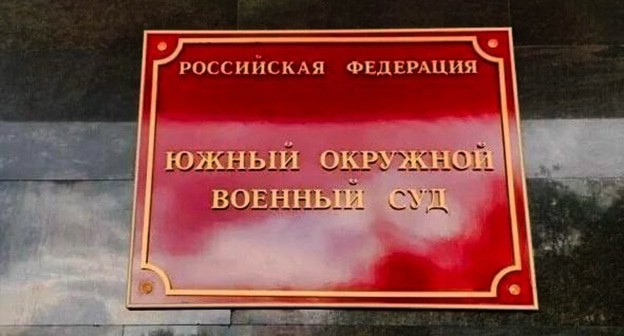 РОССИЙСКАЯ ФЕДЕРАЦИЯ
ЮЖНЫЙ ОКРУЖНОЙ
ВОЕННЫЙ СУД